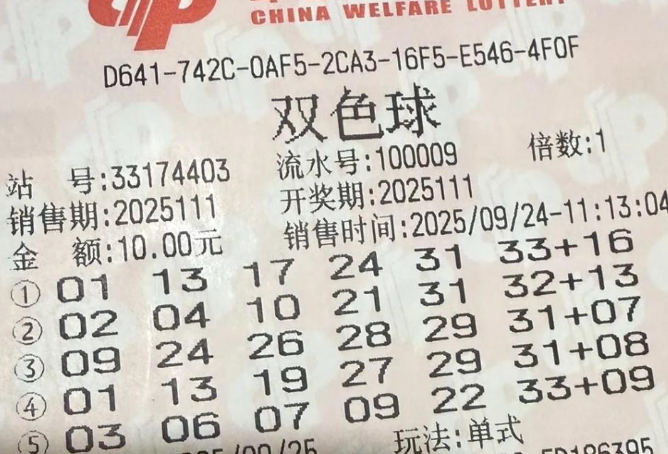 CHINA WELFARE LOTTERY
D641-742C-0AF5-2CA3-16F5-E546-4F0F
双色球
站 号:33174403 流水号:100009 倍数:1
销售期:2025111 开奖期:2025111
金 额:10.00元 销售时间:2025/09/24-11:13:04
① 01 13 17 24 31 33+16
② 02 04 10 21 31 32+13
③ 09 24 26 28 29 31+07
④ 01 13 19 27 29 31+08
⑤ 03 06 07 09 22 33+09
玩法:单式